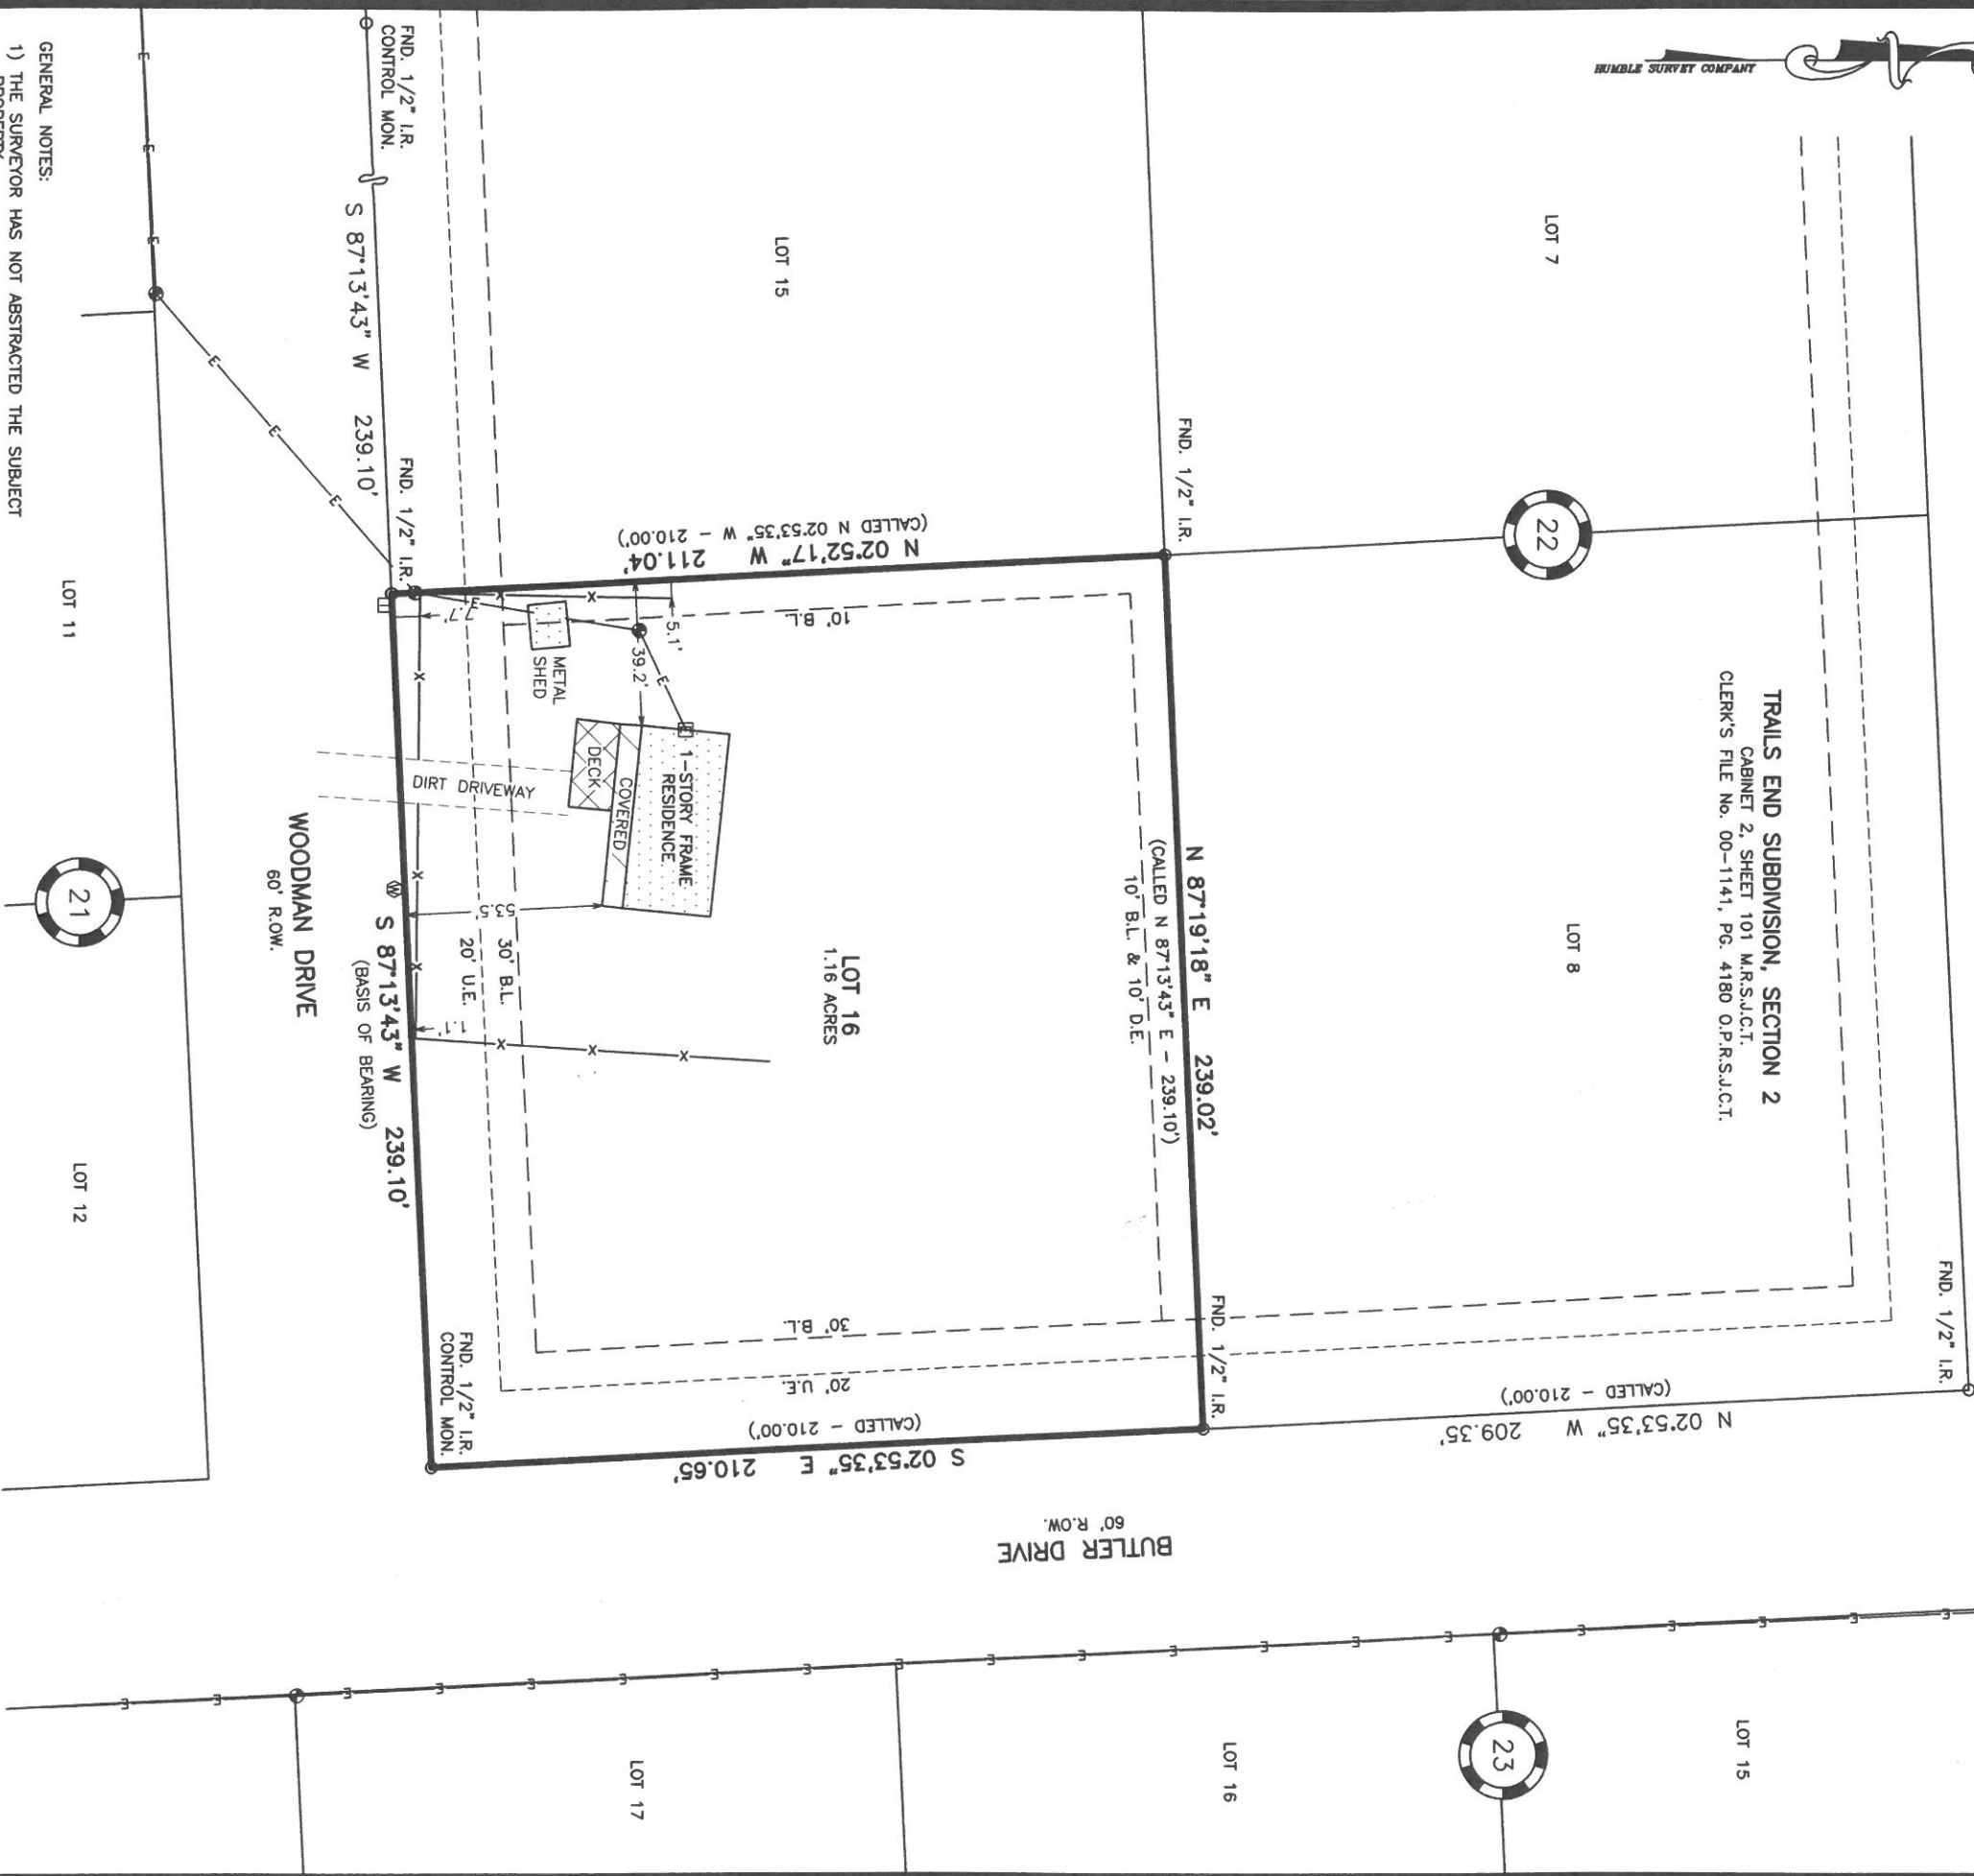 HUMBLE SURVEY COMPANY
TRAILS END SUBDIVISION, SECTION 2
CABINET 2, SHEET 101 M.R.S.J.C.T.
CLERK'S FILE No. 00-1141, PG. 4180 O.P.R.S.J.C.T.
LOT 7
LOT 8
22
FND. 1/2" I.R.
N 02°53'35" W 209.35'
(CALLED - 210.00')
FND. 1/2" I.R.
FND. 1/2" I.R.
N 87°19'18" E 239.02'
(CALLED N 87°13'43" E - 239.10')
10' B.L. & 10' D.E.
LOT 15
N 02°52'17" W 211.04'
(CALLED N 02°53'35" W - 210.00')
10' B.L.
LOT 16
1.16 ACRES
30' B.L.
20' U.E.
(CALLED - 210.00')
S 02°53'35" E 210.65'
BUTLER DRIVE
60' R.OW.
5.1'
39.2'
E
1-STORY FRAME
RESIDENCE
COVERED
DECK
METAL
SHED
DIRT DRIVEWAY
7.7'
53.5'
30' B.L.
20' U.E.
1.1'
FND. 1/2" I.R.
CONTROL MON.
FND. 1/2" I.R.
FND. 1/2" I.R.
CONTROL MON.
S 87°13'43" W 239.10'
W
S 87°13'43" W 239.10'
(BASIS OF BEARING)
WOODMAN DRIVE
60' R.OW.
LOT 11
21
LOT 12
LOT 15
23
LOT 16
LOT 17
GENERAL NOTES:
1) THE SURVEYOR HAS NOT ABSTRACTED THE SUBJECT